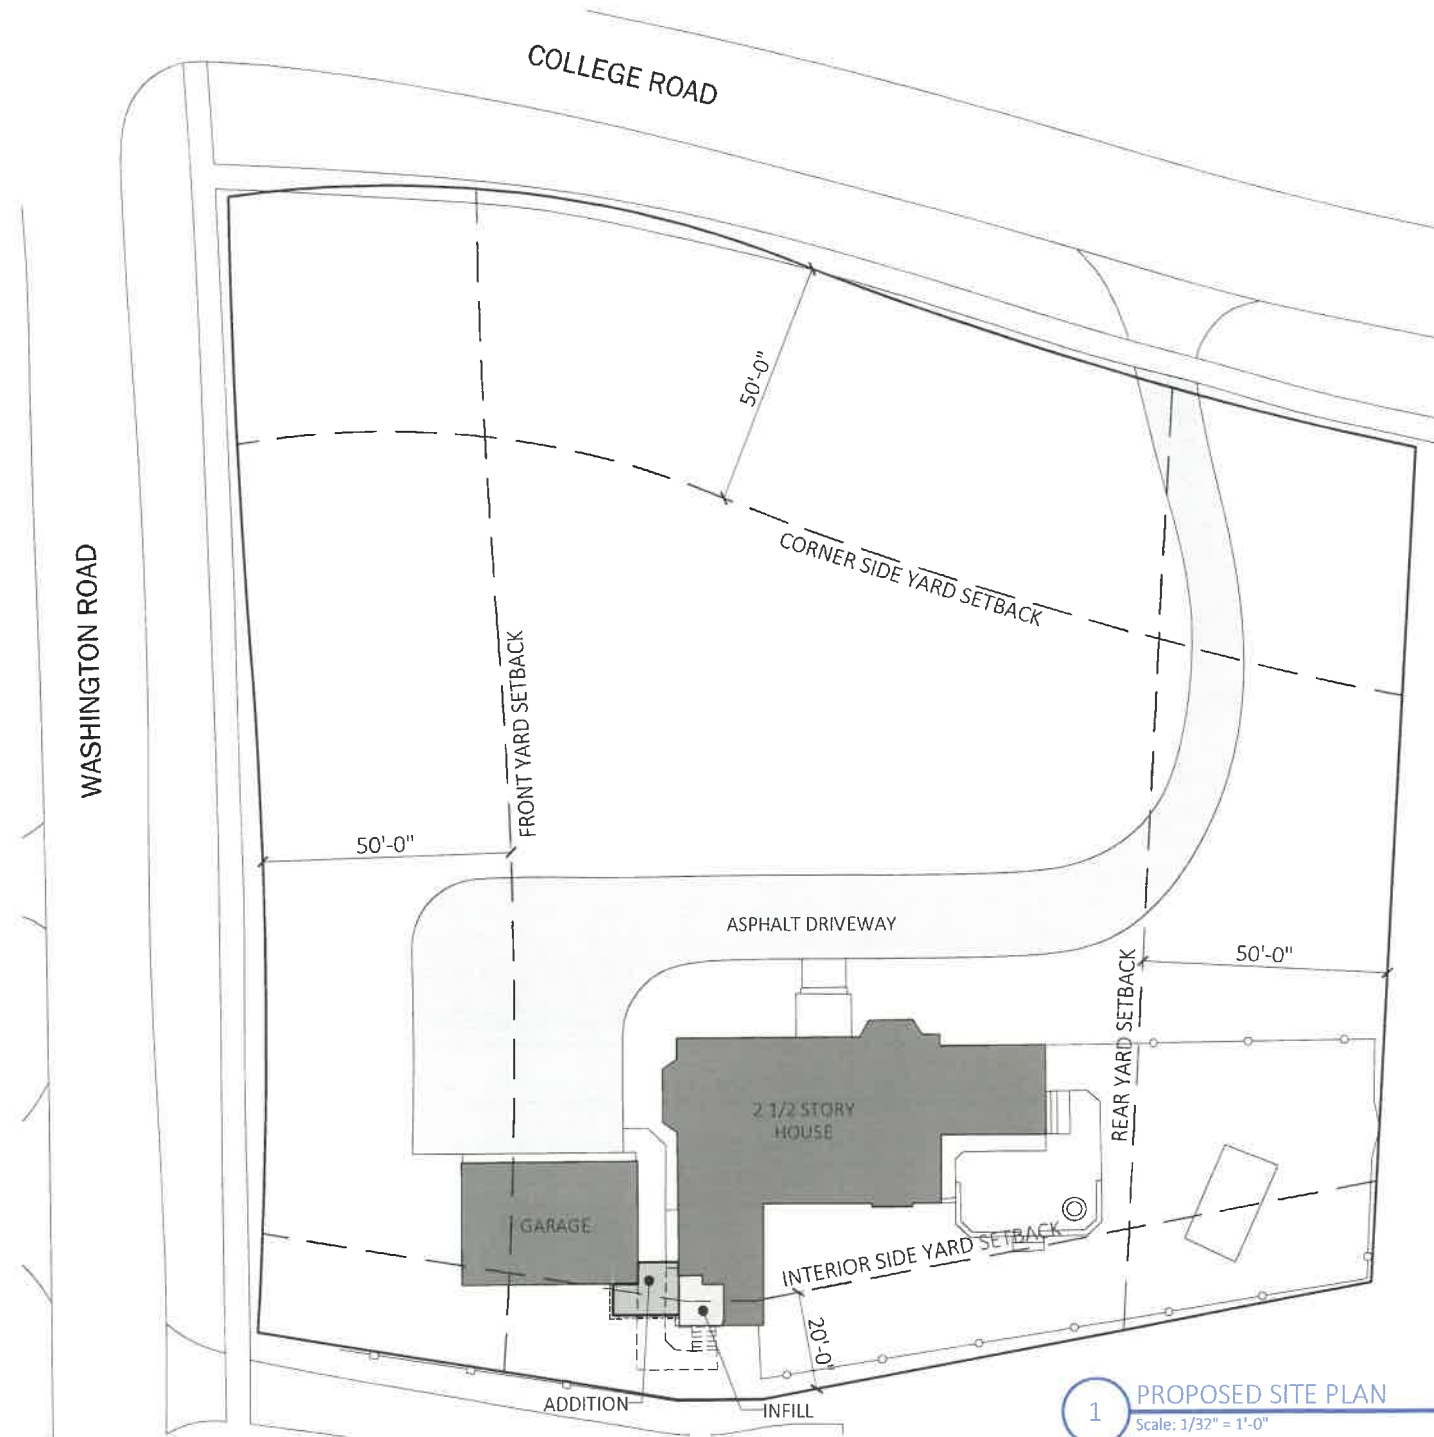 COLLEGE ROAD
50'-0"
CORNER SIDE YARD SETBACK
WASHINGTON ROAD
FRONT YARD SETBACK
50'-0"
ASPHALT DRIVEWAY
50'-0"
REAR YARD SETBACK
2 1/2 STORY
HOUSE
GARAGE
INTERIOR SIDE YARD SETBACK
20'-0"
ADDITION
INFILL
1
PROPOSED SITE PLAN
Scale: 1/32" = 1'-0"